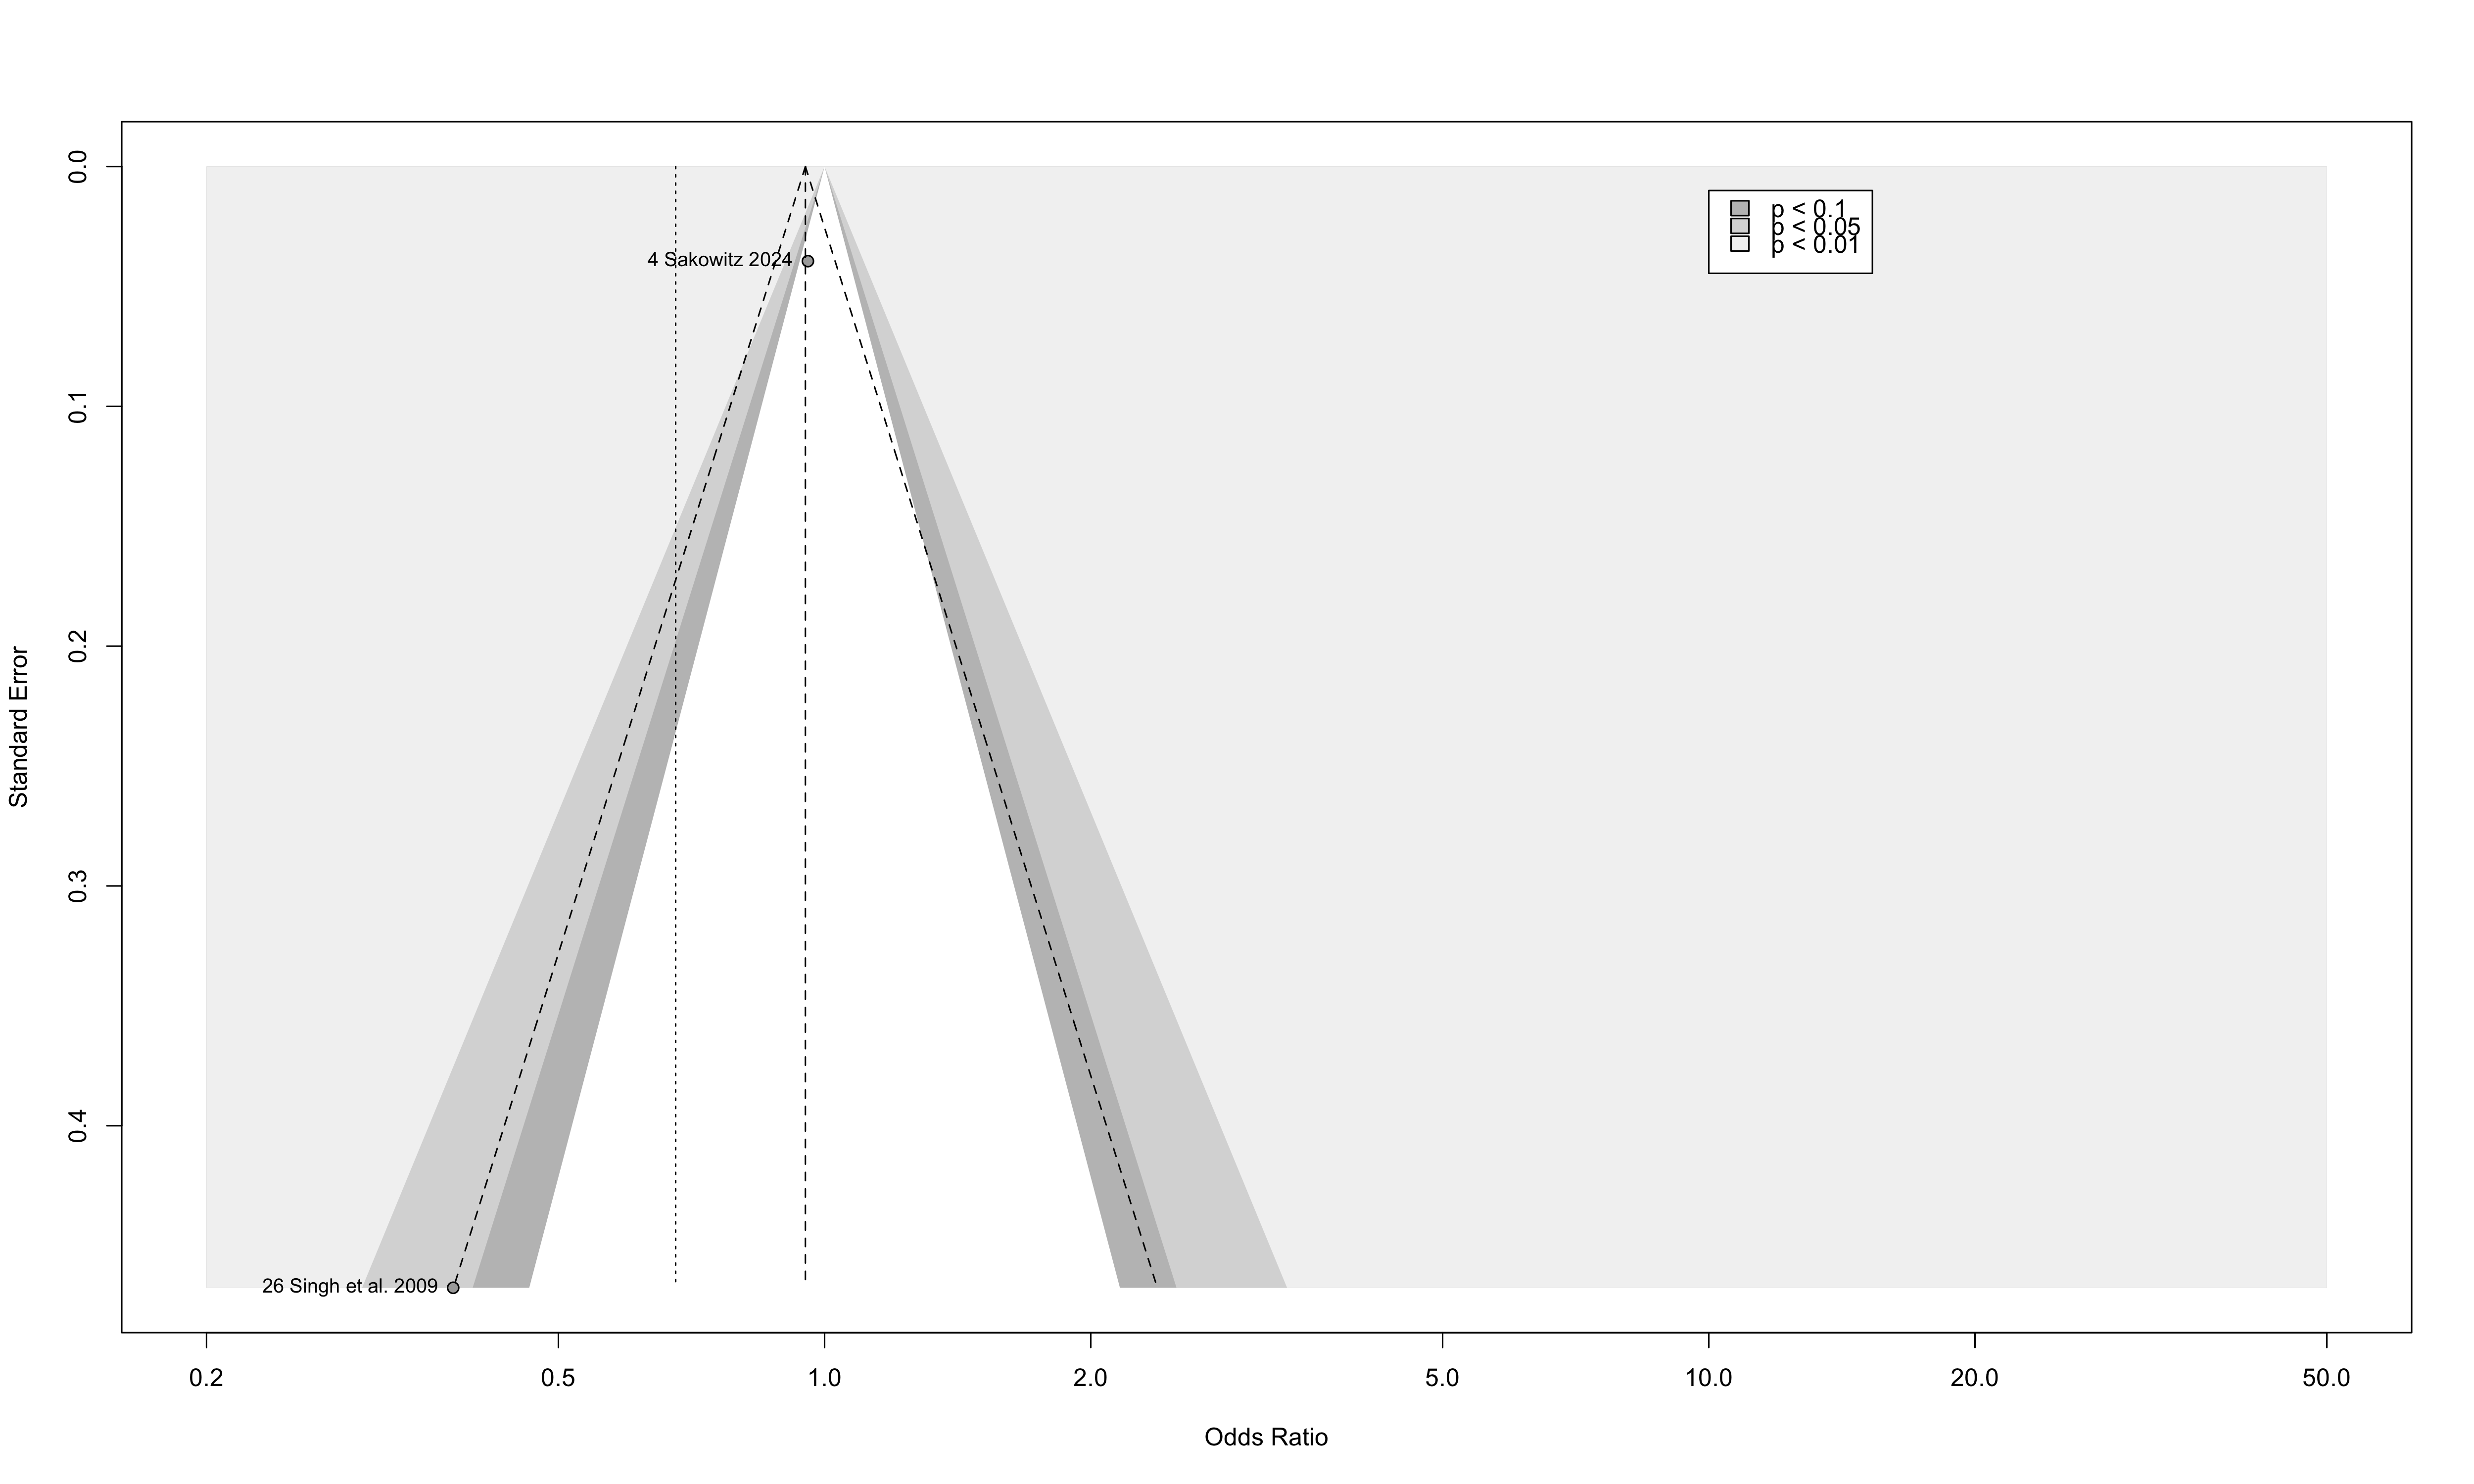 p < 0.1
p < 0.05
p < 0.01
4 Sakowitz 2024
26 Singh et al. 2009
Standard Error
0.0
0.1
0.2
0.3
0.4
0.2
0.5
1.0
2.0
5.0
10.0
20.0
50.0
Odds Ratio